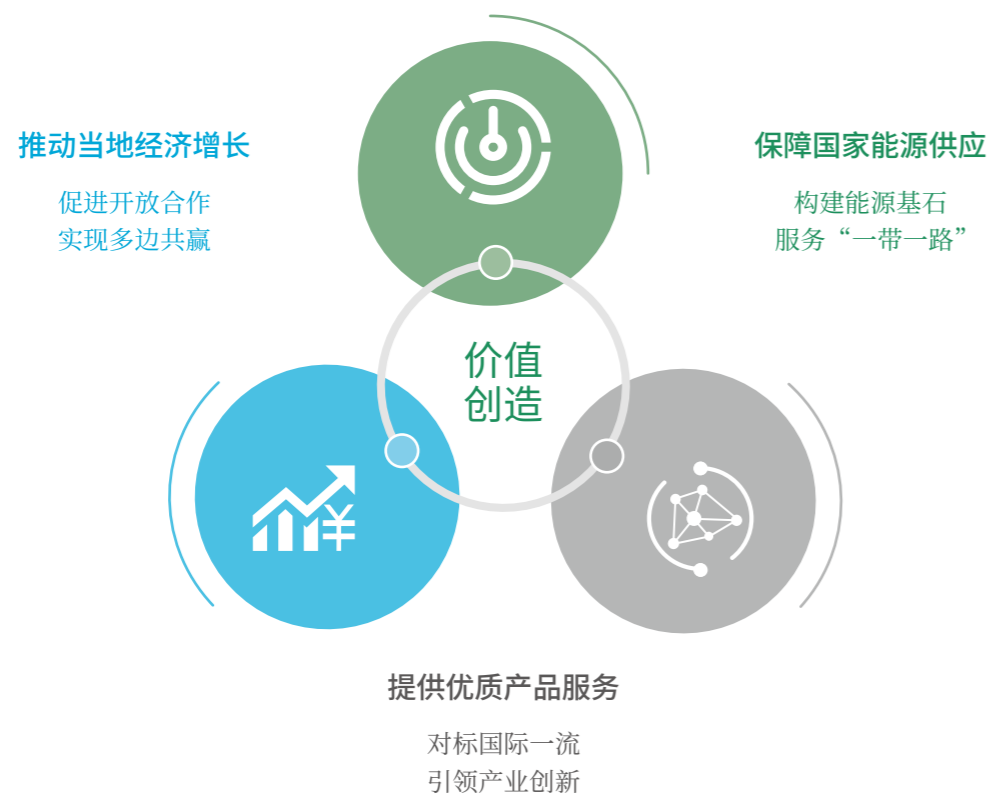 推动当地经济增长
促进开放合作
实现多边共赢
保障国家能源供应
构建能源基石
服务“一带一路”
价值
创造
¥
提供优质产品服务
对标国际一流
引领产业创新